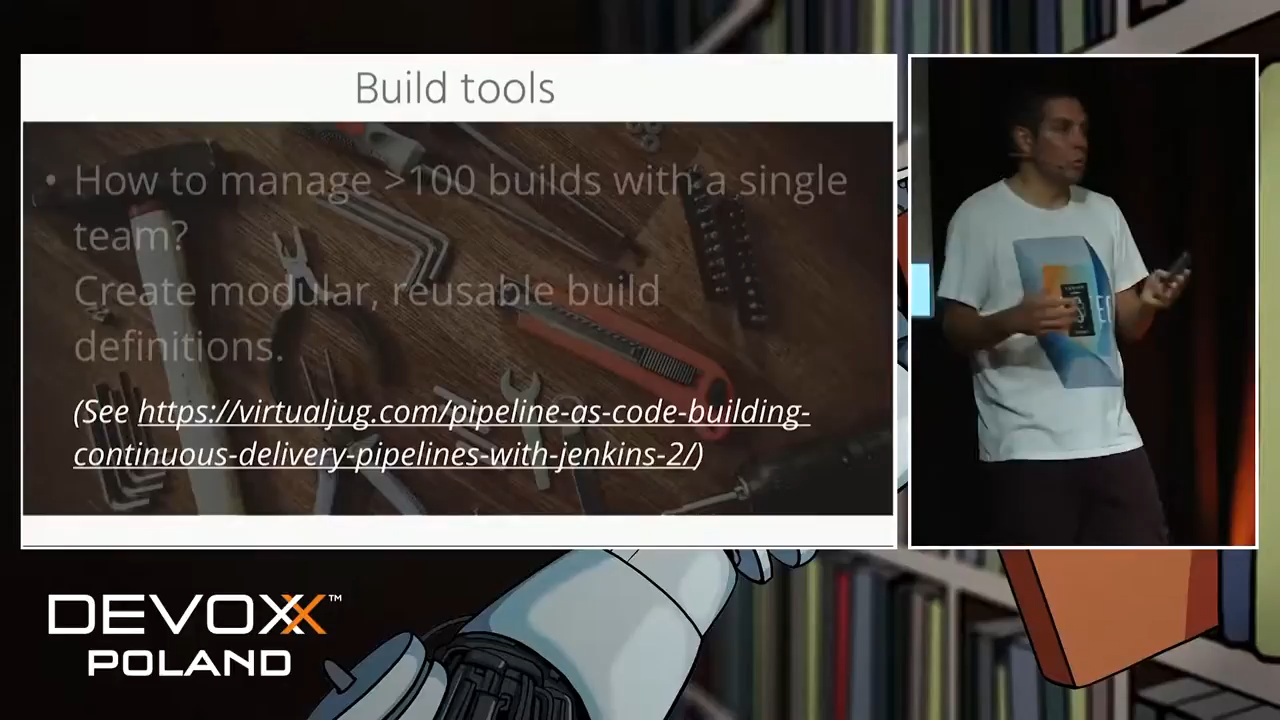 Build tools
• How to manage >100 builds with a single
team?
Create modular, reusable build
definitions.
(See https://virtualjug.com/pipeline-as-code-building-
continuous-delivery-pipelines-with-jenkins-2/)
DEVOXX™
POLAND